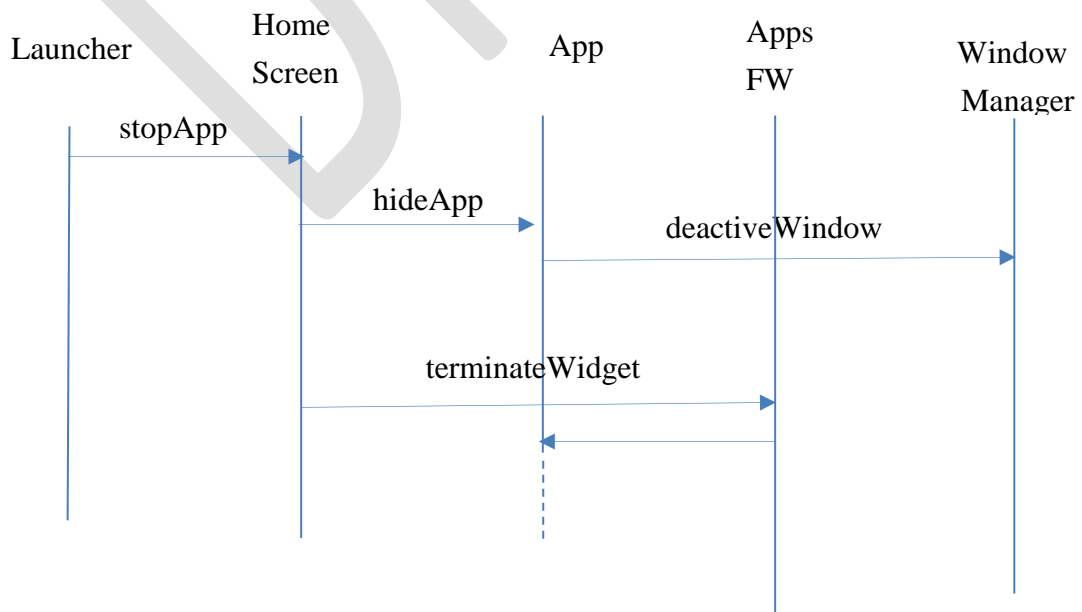 Launcher
Home
Screen
App
Apps
FW
Window
Manager
stopApp
hideApp
deactiveWindow
terminateWidget